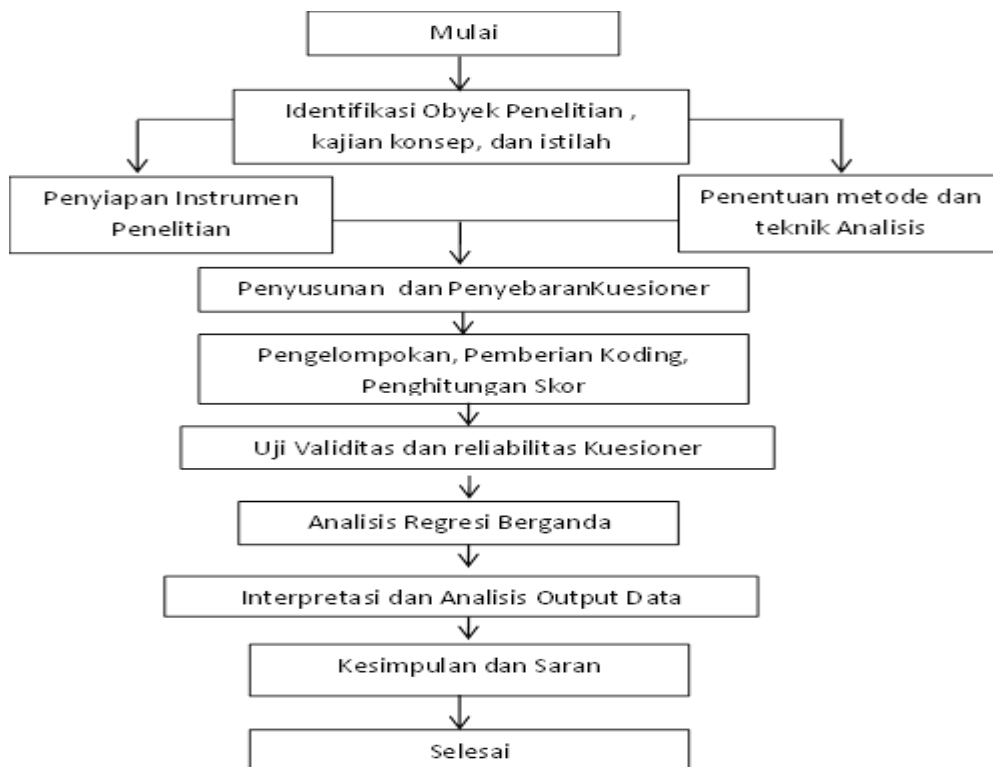 Mulai
Identifikasi Obyek Penelitian ,
kajian konsep, dan istilah
Penyiapan Instrumen
Penelitian
Penentuan metode dan
teknik Analisis
Penyusunan dan PenyebaranKuesioner
Pengelompokan, Pemberian Koding,
Penghitungan Skor
Uji Validitas dan reliabilitas Kuesioner
Analisis Regresi Berganda
Interpretasi dan Analisis Output Data
Kesimpulan dan Saran
Selesai